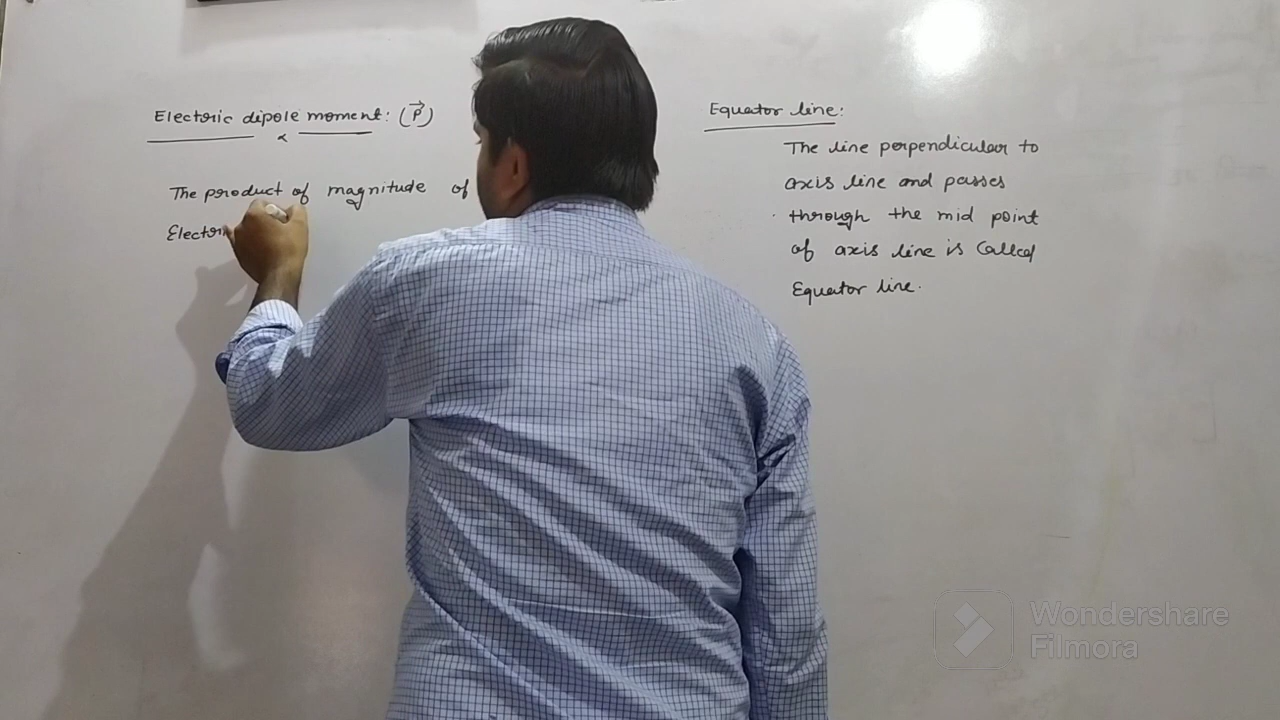 Electric dipole moment: (P⃗)
The product of magnitude of
Electri
Equator line:
The line perpendicular to
axis line and passes
through the mid point
of axis line is called
Equator line.
Wondershare
Filmora